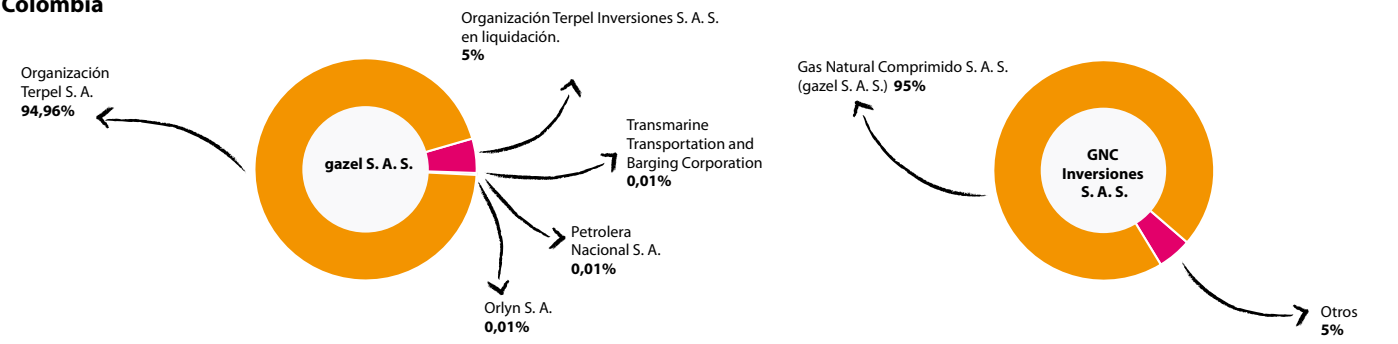 Colombia
Organización
Terpel S. A.
94,96%
gazel S. A. S.
Organización Terpel Inversiones S. A. S.
en liquidación.
5%
Transmarine
Transportation and
Barging Corporation
0,01%
Petrolera
Nacional S. A.
0,01%
Orlyn S. A.
0,01%
Gas Natural Comprimido S. A. S.
(gazel S. A. S.) 95%
GNC
Inversiones
S. A. S.
Otros
5%